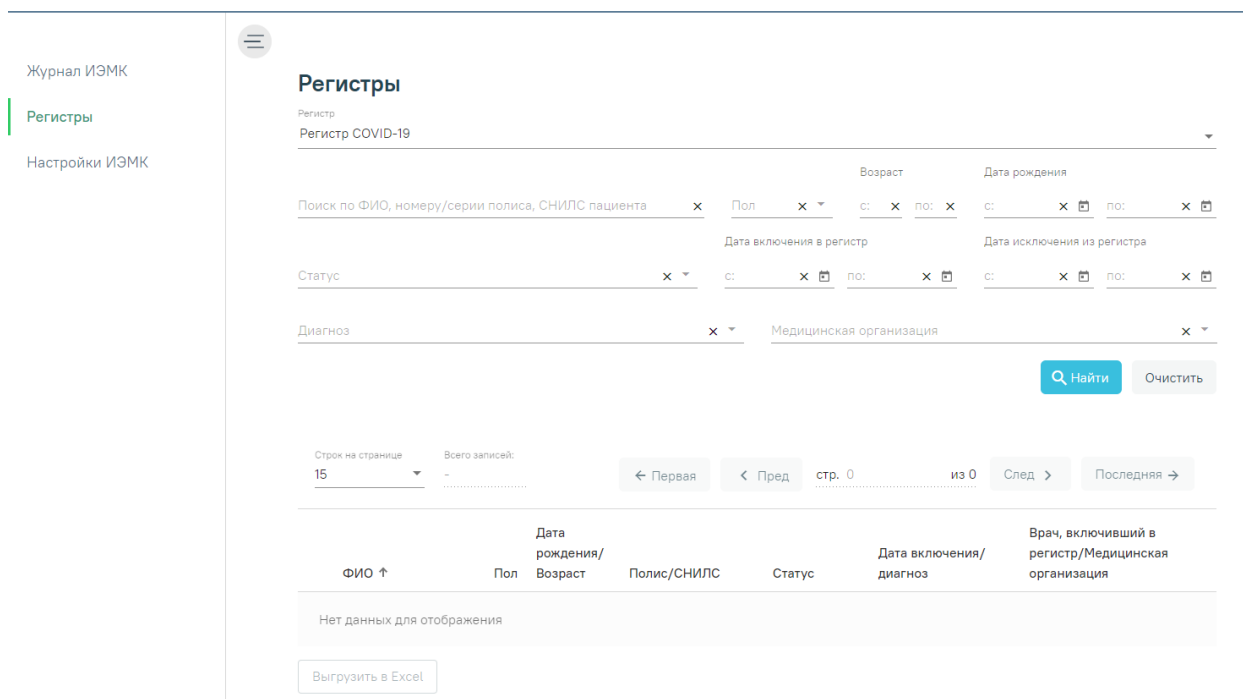 Журнал ИЭМК
Регистры
Настройки ИЭМК
Регистры
Регистр
Регистр COVID-19
Возраст Дата рождения
Поиск по ФИО, номеру/серии полиса, СНИЛС пациента Пол с: по: с: по:
Дата включения в регистр Дата исключения из регистра
Статус с: по: с: по:
Диагноз Медицинская организация
Найти Очистить
Строк на странице Всего записей:
15 - ← Первая Пред стр. 0 из 0 След Последняя →
Дата Врач, включивший в
рождения/ Дата включения/ регистр/Медицинская
ФИО ↑ Пол Возраст Полис/СНИЛС Статус диагноз организация
Нет данных для отображения
Выгрузить в Excel